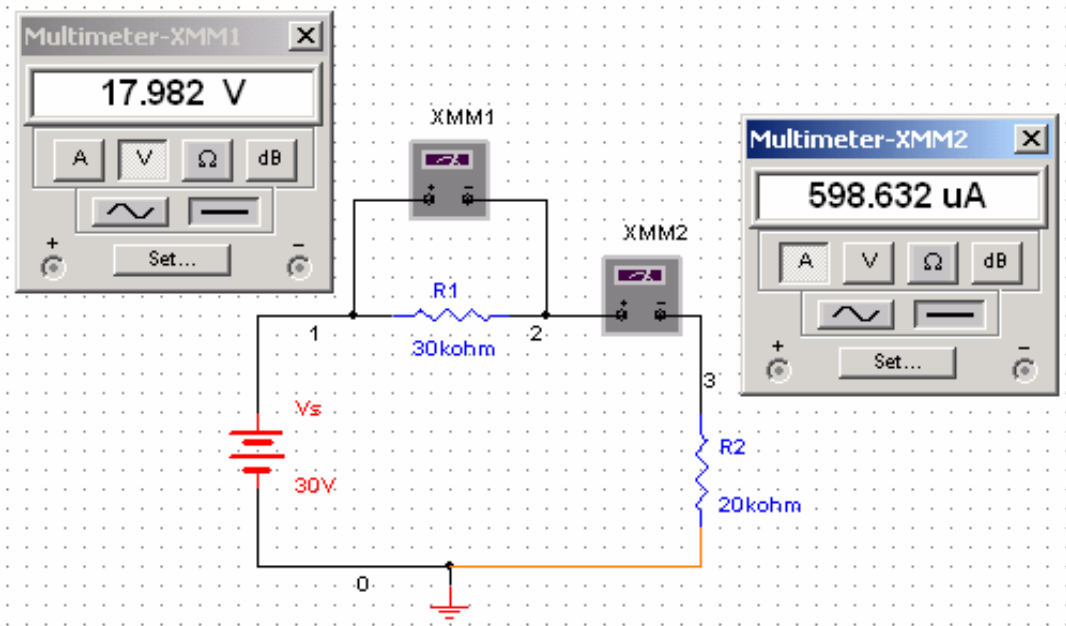 Multimeter-XMM1
17.982 V
A V Ω dB
Set...
+ −
XMM1
+ −
Multimeter-XMM2
598.632 uA
A V Ω dB
Set...
+ −
XMM2
+ −
R1
30kohm
1
2
3
Vs
30V
R2
20kohm
0